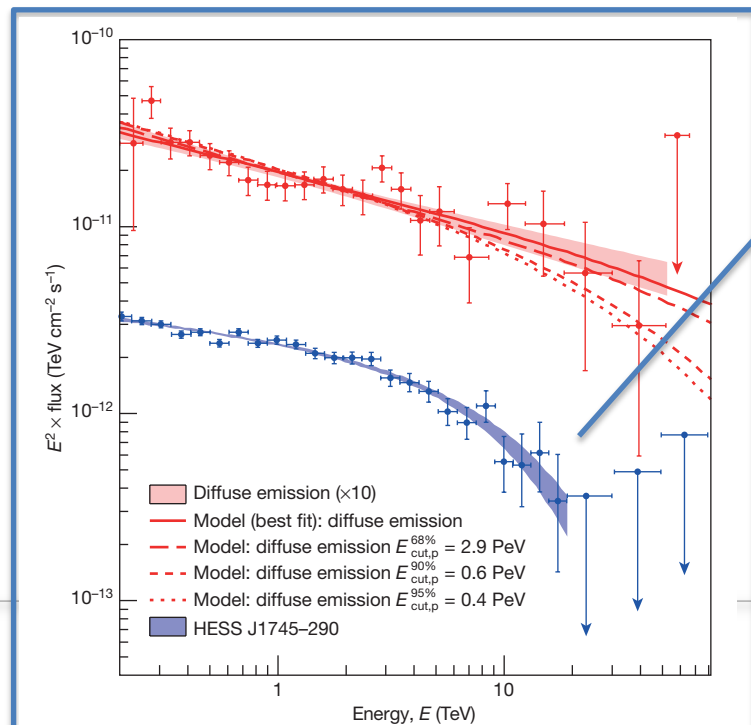 10⁻¹⁰
10⁻¹¹
10⁻¹²
10⁻¹³
E² × flux (TeV cm⁻² s⁻¹)
Diffuse emission (×10)
Model (best fit): diffuse emission
Model: diffuse emission E^68%_cut,p = 2.9 PeV
Model: diffuse emission E^90%_cut,p = 0.6 PeV
Model: diffuse emission E^95%_cut,p = 0.4 PeV
HESS J1745–290
1 10
Energy, E (TeV)